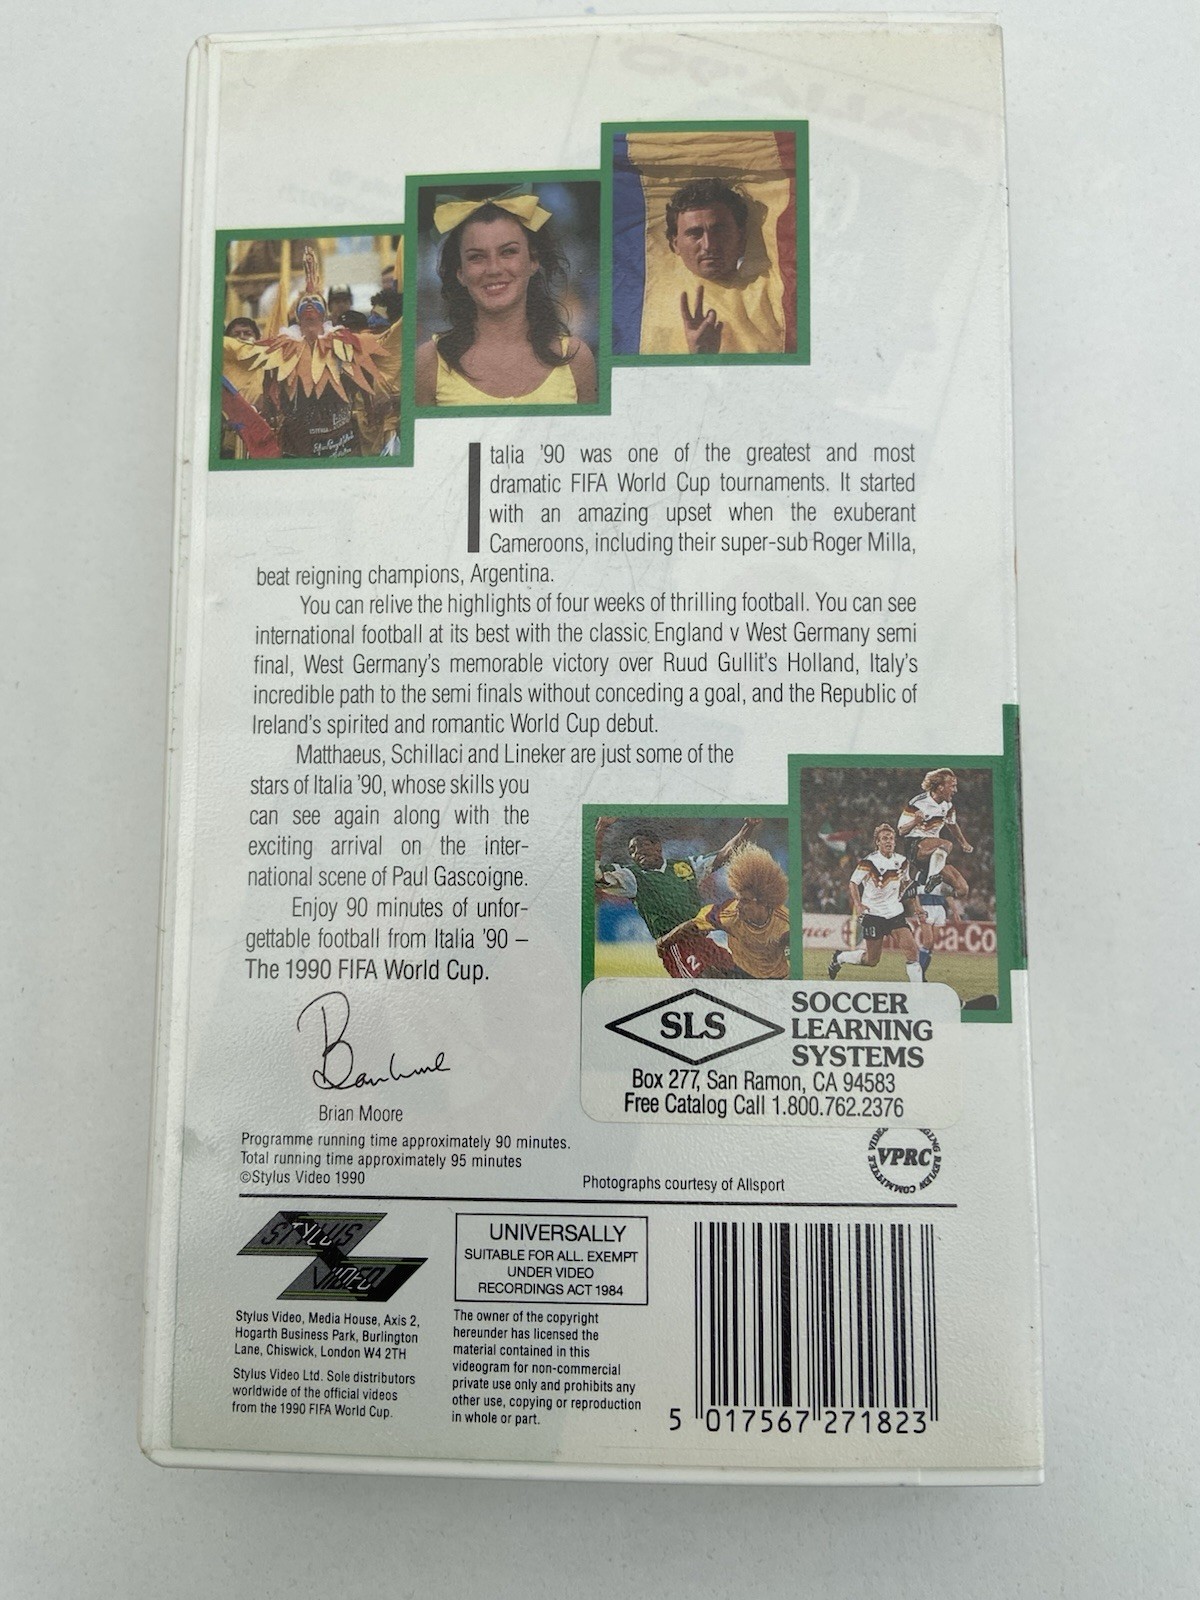 Italia '90 was one of the greatest and most
dramatic FIFA World Cup tournaments. It started
with an amazing upset when the exuberant
Cameroons, including their super-sub Roger Milla,
beat reigning champions, Argentina.
You can relive the highlights of four weeks of thrilling football. You can see
international football at its best with the classic England v West Germany semi
final, West Germany's memorable victory over Ruud Gullit's Holland, Italy's
incredible path to the semi finals without conceding a goal, and the Republic of
Ireland's spirited and romantic World Cup debut.
Matthaeus, Schillaci and Lineker are just some of the
stars of Italia '90, whose skills you
can see again along with the
exciting arrival on the inter-
national scene of Paul Gascoigne.
Enjoy 90 minutes of unfor-
gettable football from Italia '90 –
The 1990 FIFA World Cup.
Brian Moore
Programme running time approximately 90 minutes.
Total running time approximately 95 minutes
©Stylus Video 1990
2
SLS
SOCCER
LEARNING
SYSTEMS
Box 277, San Ramon, CA 94583
Free Catalog Call 1.800.762.2376
Photographs courtesy of Allsport
VPRC
REVIEW
COMMITTEE
STYLUS
VIDEO
Stylus Video, Media House, Axis 2,
Hogarth Business Park, Burlington
Lane, Chiswick, London W4 2TH
Stylus Video Ltd. Sole distributors
worldwide of the official videos
from the 1990 FIFA World Cup.
UNIVERSALLY
SUITABLE FOR ALL. EXEMPT
UNDER VIDEO
RECORDINGS ACT 1984
The owner of the copyright
hereunder has licensed the
material contained in this
videogram for non-commercial
private use only and prohibits any
other use, copying or reproduction
in whole or part.
5 017567 271823